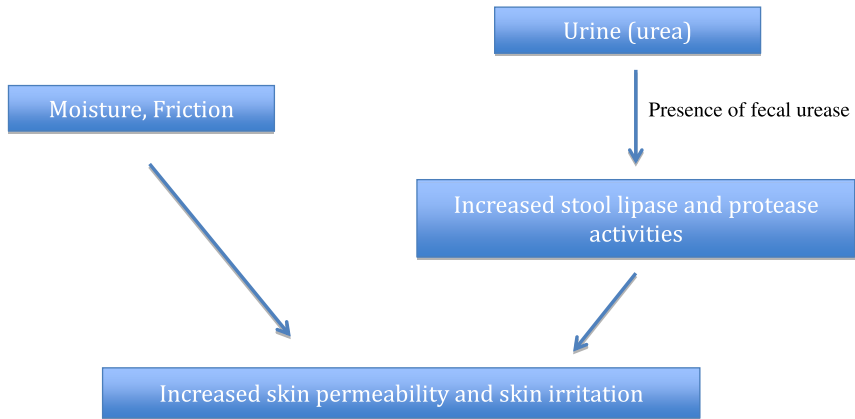 Urine (urea)
Moisture, Friction
Presence of fecal urease
Increased stool lipase and protease
activities
Increased skin permeability and skin irritation